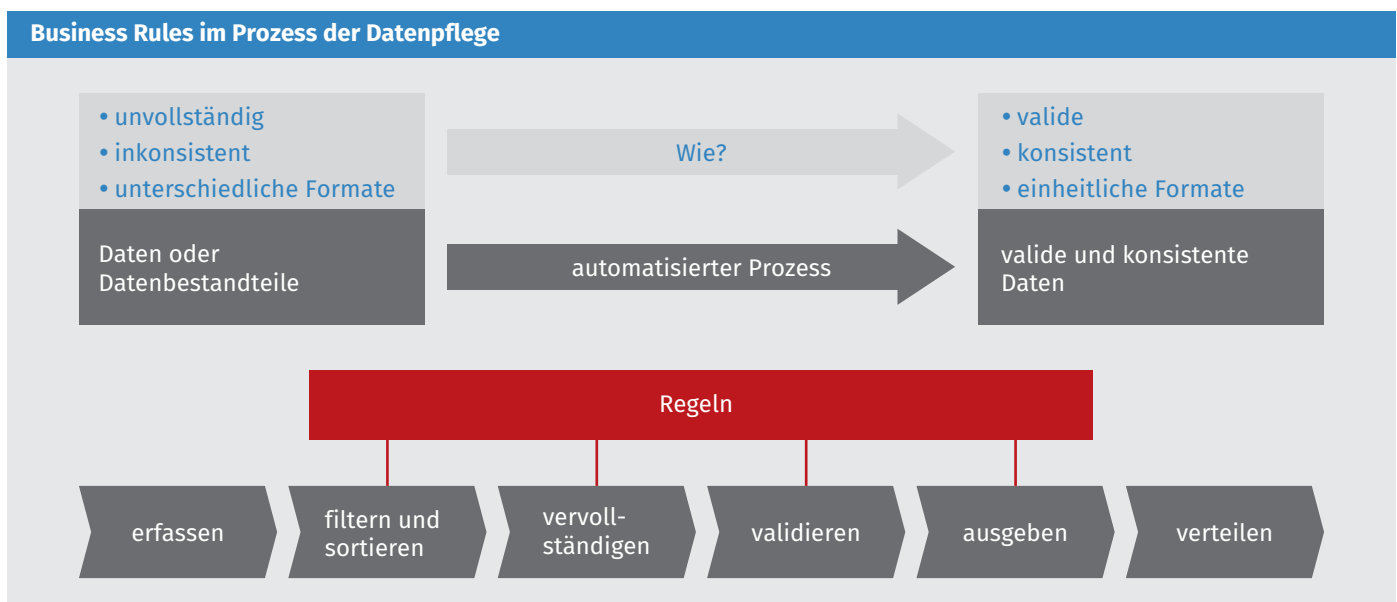 Business Rules im Prozess der Datenpflege
• unvollständig
• inkonsistent
• unterschiedliche Formate
Wie?
• valide
• konsistent
• einheitliche Formate
Daten oder
Datenbestandteile
automatisierter Prozess
valide und konsistente
Daten
Regeln
erfassen
filtern und
sortieren
vervoll-
ständigen
validieren
ausgeben
verteilen